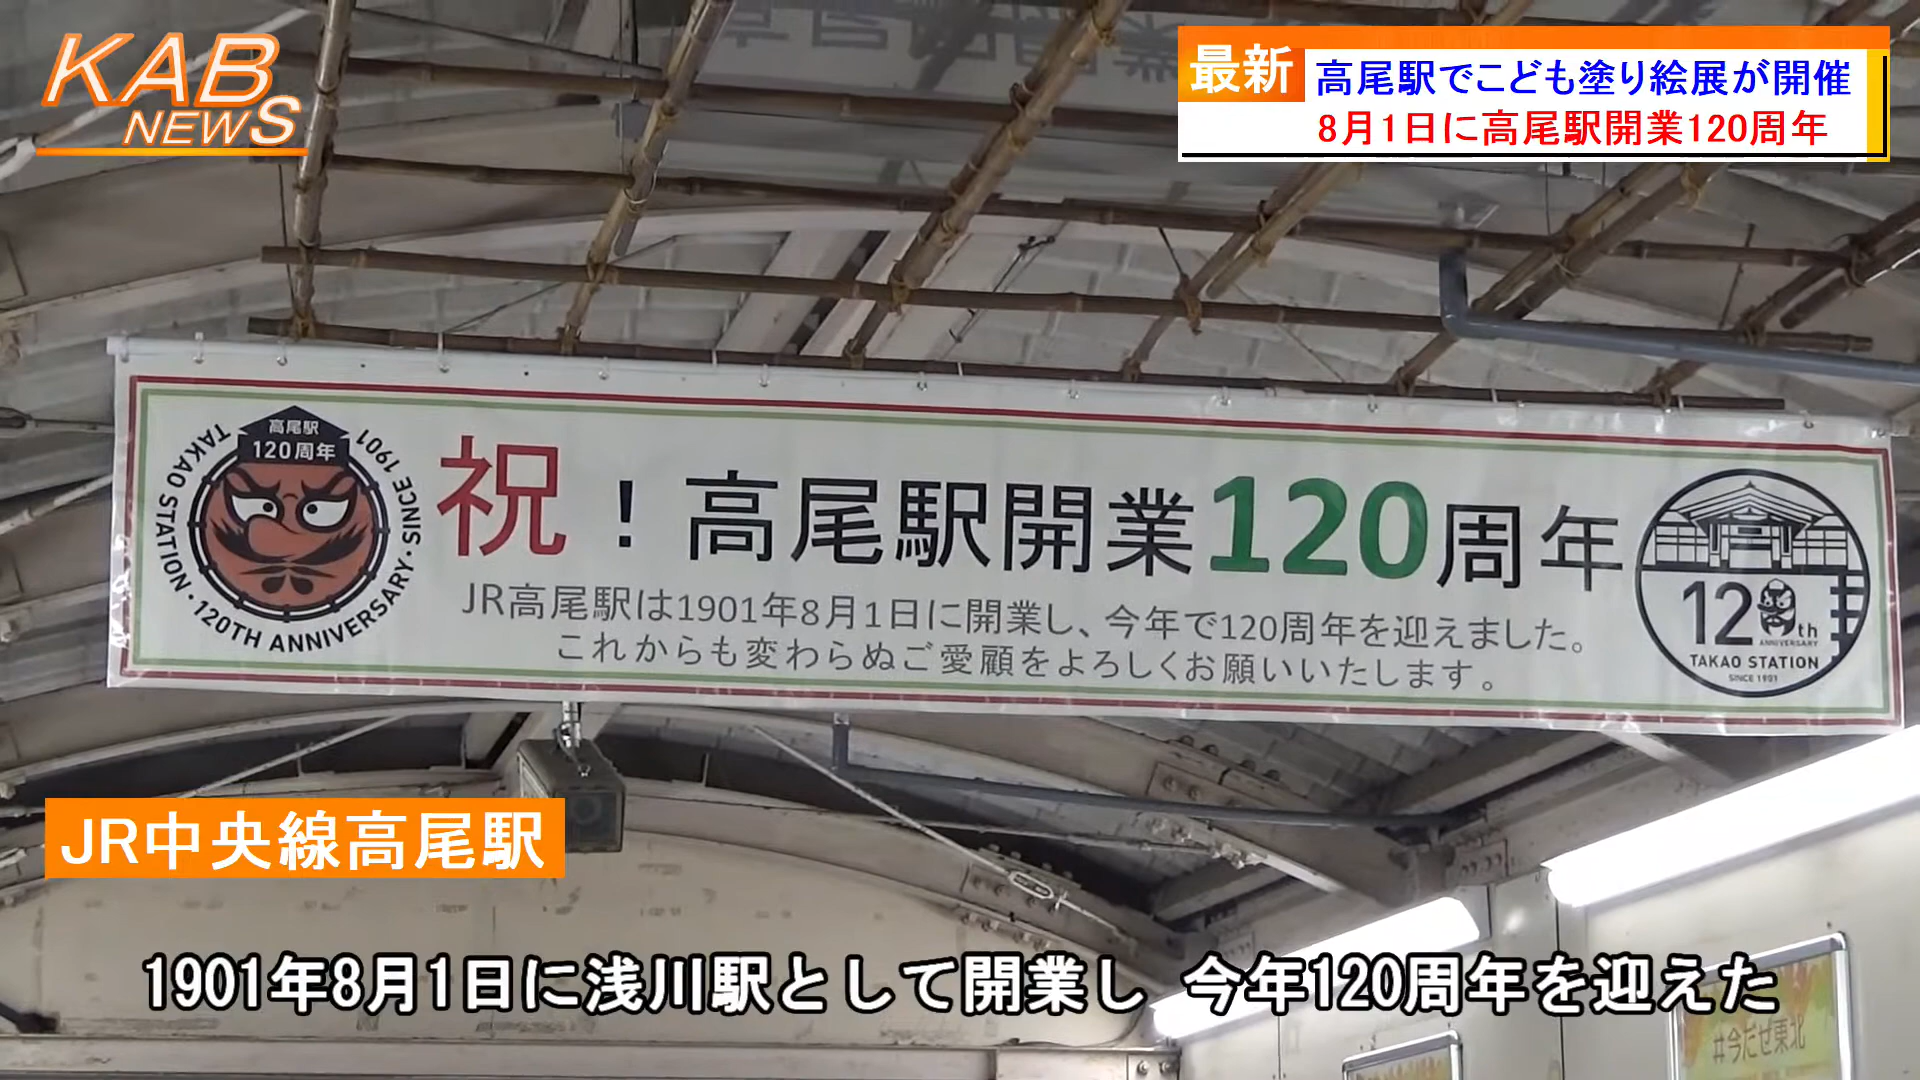 KAB
NEWS
最新
高尾駅でこども塗り絵展が開催
8月1日に高尾駅開業120周年
高尾駅
120周年
TAKAO STATION・120TH ANNIVERSARY・SINCE 1901
祝！高尾駅開業120周年
JR高尾駅は1901年8月1日に開業し、今年で120周年を迎えました。
これからも変わらぬご愛顧をよろしくお願いいたします。
120th
ANNIVERSARY
TAKAO STATION
SINCE 1901
JR中央線高尾駅
1901年8月1日に浅川駅として開業し 今年120周年を迎えた
#今だせ東北